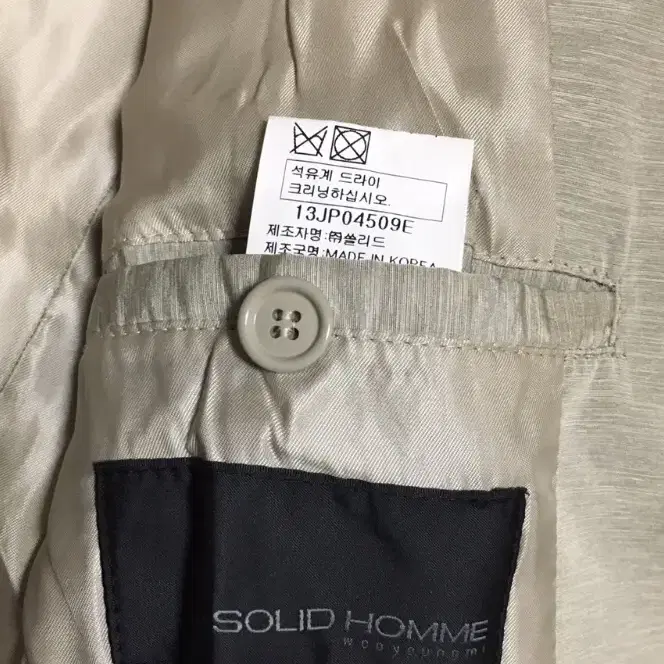 석유계 드라이
크리닝하십시오.
13JP04509E
제조자명:㈜쏠리드
제조국명:MADE IN KOREA
SOLID HOMME
wooyoungmi